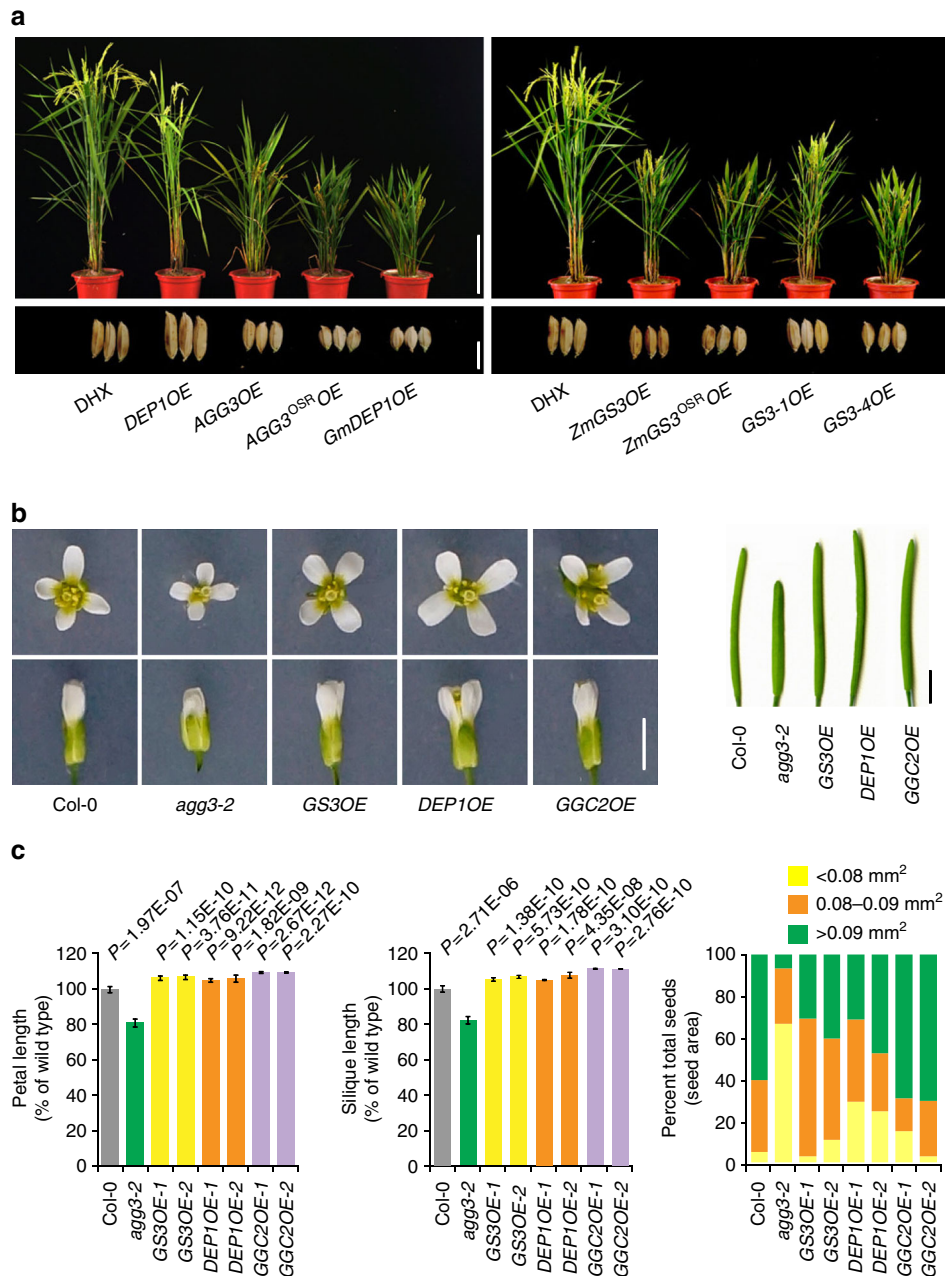 a
DHX
DEP1OE
AGG3OE
AGG3OSROE
GmDEP1OE
DHX
ZmGS3OE
ZmGS3OSROE
GS3-1OE
GS3-4OE
b
Col-0
agg3-2
GS3OE
DEP1OE
GGC2OE
Col-0
agg3-2
GS3OE
DEP1OE
GGC2OE
c
P=1.97E-07
P=1.15E-10
P=3.76E-11
P=9.22E-12
P=1.82E-09
P=2.67E-12
P=2.27E-10
120
100
80
60
40
20
0
Petal length
(% of wild type)
Col-0
agg3-2
GS3OE-1
GS3OE-2
DEP1OE-1
DEP1OE-2
GGC2OE-1
GGC2OE-2
P=2.71E-06
P=1.38E-10
P=5.73E-10
P=1.78E-10
P=4.35E-08
P=3.10E-10
P=2.76E-10
120
100
80
60
40
20
0
Silique length
(% of wild type)
Col-0
agg3-2
GS3OE-1
GS3OE-2
DEP1OE-1
DEP1OE-2
GGC2OE-1
GGC2OE-2
<0.08 mm²
0.08–0.09 mm²
>0.09 mm²
100
80
60
40
20
0
Percent total seeds
(seed area)
Col-0
agg3-2
GS3OE-1
GS3OE-2
DEP1OE-1
DEP1OE-2
GGC2OE-1
GGC2OE-2